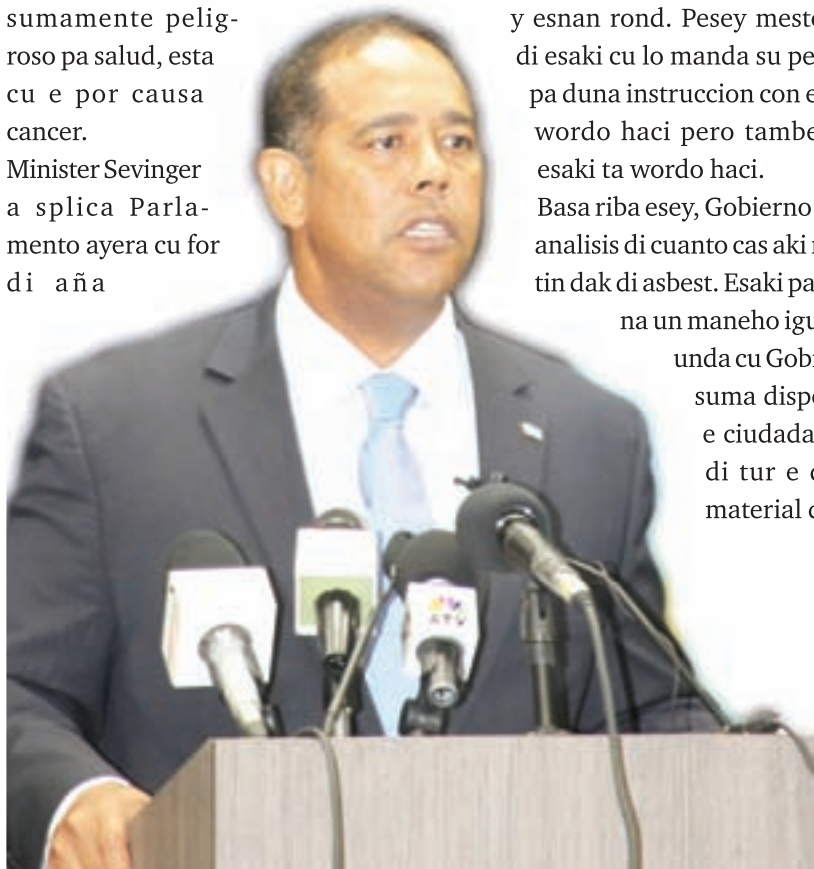 sumamente pelig-
roso pa salud, esta
cu e por causa
cancer.
Minister Sevinger
a splica Parla-
mento ayera cu for
di aña
y esnan rond. Pesey mesto
di esaki cu lo manda su pe
pa duna instruccion con e
wordo haci pero tambe
esaki ta wordo haci.
Basa riba esey, Gobierno
analisis di cuanto cas aki
tin dak di asbest. Esaki pa
na un maneho igu
unda cu Gobi
suma dispo
e ciudada
di tur e
material
ATV